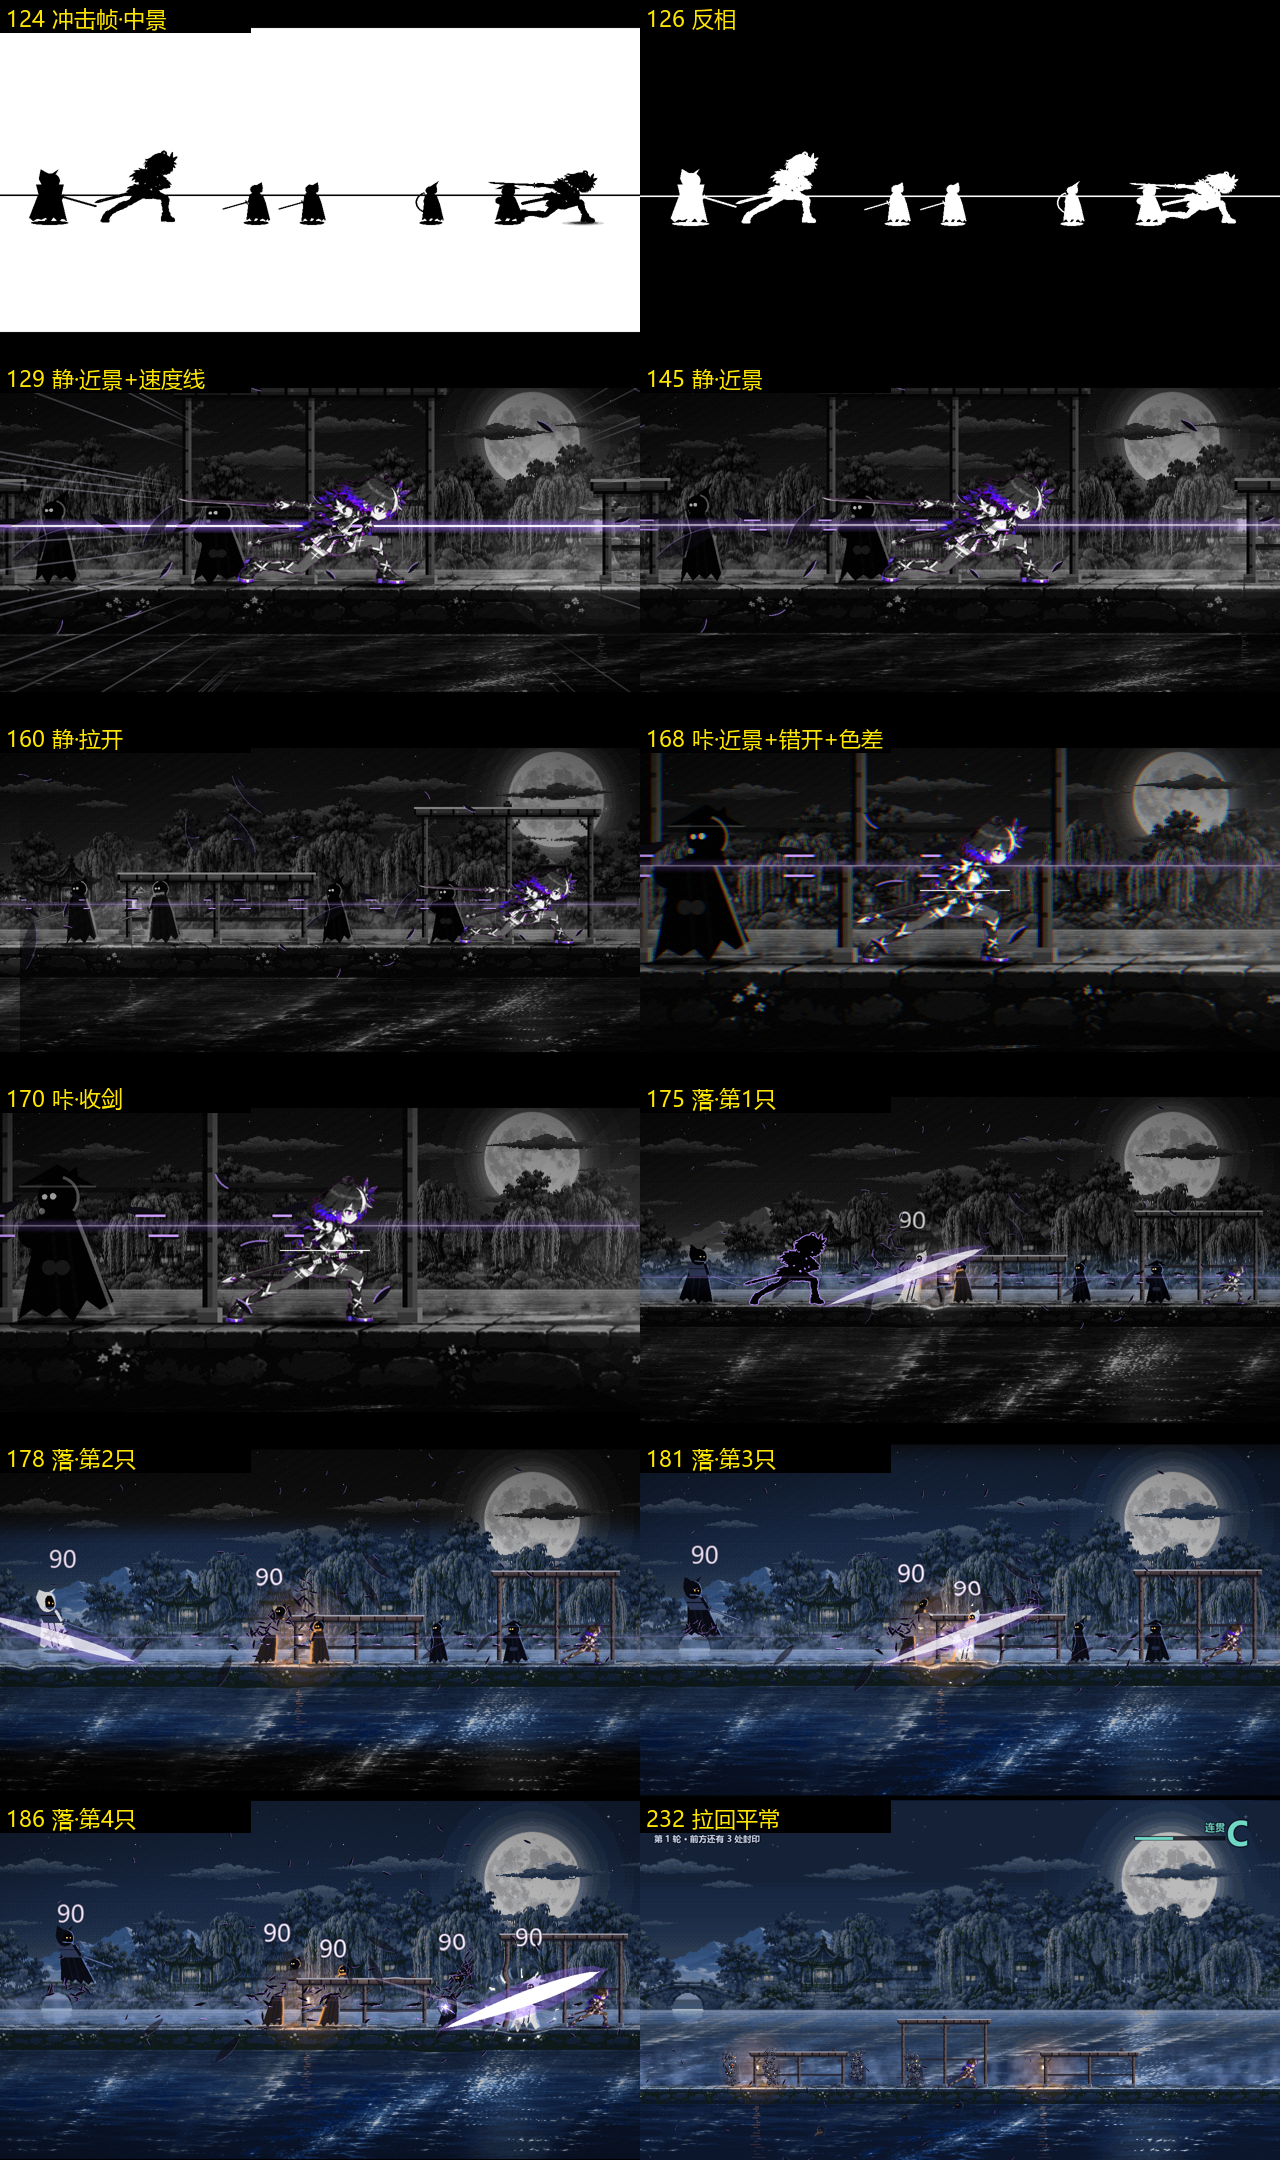 124 冲击帧·中景
126 反相
129 静·近景+速度线
145 静·近景
160 静·拉开
168 咔·近景+错开+色差
170 咔·收剑
175 落·第1只
90
178 落·第2只
90
90
181 落·第3只
90
90
90
186 落·第4只
90
90
90
90
90
232 拉回平常
第 1 轮·前方还有 3 处封印
连贯 C